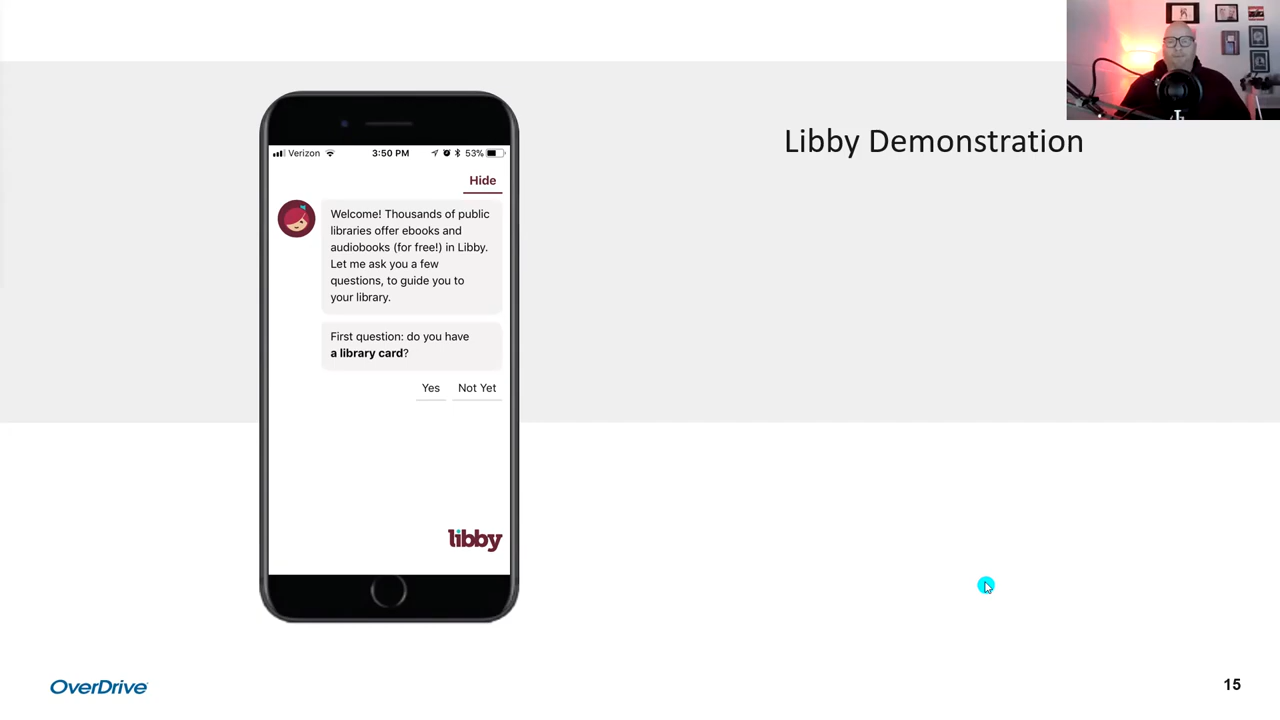 Libby Demonstration
Verizon
3:50 PM
53%
Hide
Welcome! Thousands of public
libraries offer ebooks and
audiobooks (for free!) in Libby.
Let me ask you a few
questions, to guide you to
your library.
First question: do you have
a library card?
Yes Not Yet
libby
OverDrive
15